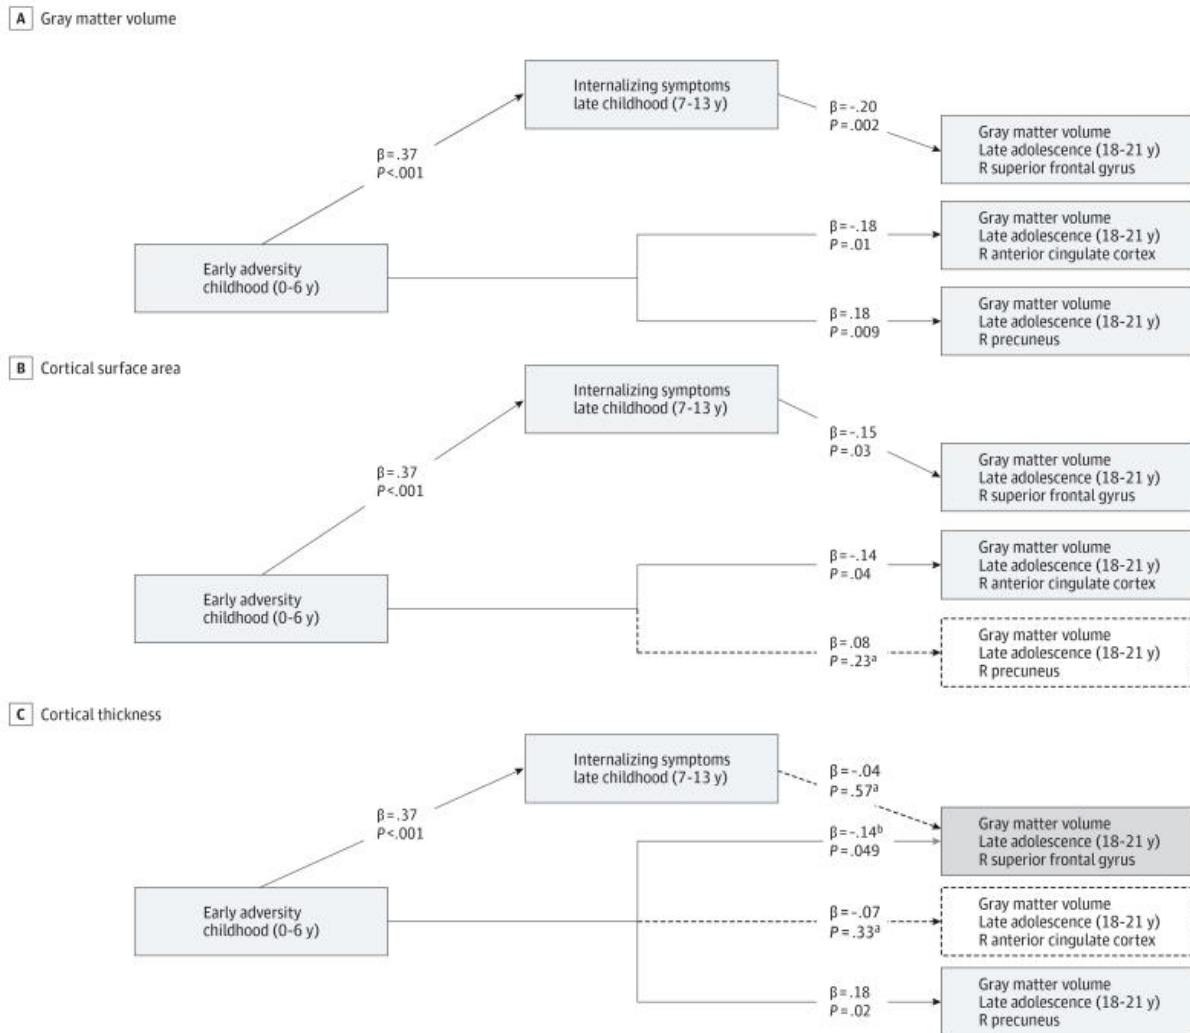 A Gray matter volume
Internalizing symptoms
late childhood (7-13 y)
β=-.20
P=.002
Gray matter volume
Late adolescence (18-21 y)
R superior frontal gyrus
β=.37
P<.001
β=-.18
P=.01
Gray matter volume
Late adolescence (18-21 y)
R anterior cingulate cortex
Early adversity
childhood (0-6 y)
β=.18
P=.009
Gray matter volume
Late adolescence (18-21 y)
R precuneus
B Cortical surface area
Internalizing symptoms
late childhood (7-13 y)
β=-.15
P=.03
Gray matter volume
Late adolescence (18-21 y)
R superior frontal gyrus
β=.37
P<.001
β=-.14
P=.04
Gray matter volume
Late adolescence (18-21 y)
R anterior cingulate cortex
Early adversity
childhood (0-6 y)
β=.08
P=.23a
Gray matter volume
Late adolescence (18-21 y)
R precuneus
C Cortical thickness
Internalizing symptoms
late childhood (7-13 y)
β=-.04
P=.57a
β=.37
P<.001
β=-.14b
P=.049
Gray matter volume
Late adolescence (18-21 y)
R superior frontal gyrus
Early adversity
childhood (0-6 y)
β=-.07
P=.33a
Gray matter volume
Late adolescence (18-21 y)
R anterior cingulate cortex
β=.18
P=.02
Gray matter volume
Late adolescence (18-21 y)
R precuneus